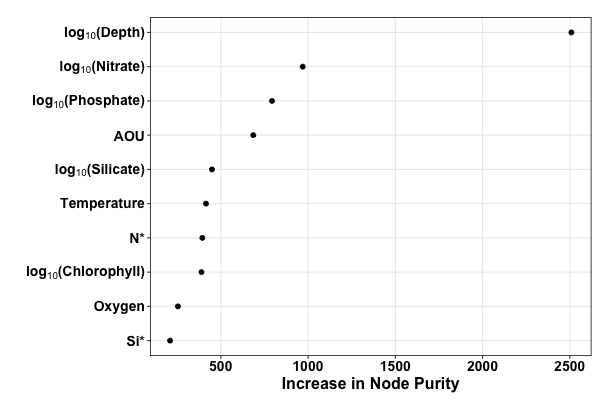 log₁₀(Depth)
log₁₀(Nitrate)
log₁₀(Phosphate)
AOU
log₁₀(Silicate)
Temperature
N*
log₁₀(Chlorophyll)
Oxygen
Si*
500 1000 1500 2000 2500
Increase in Node Purity